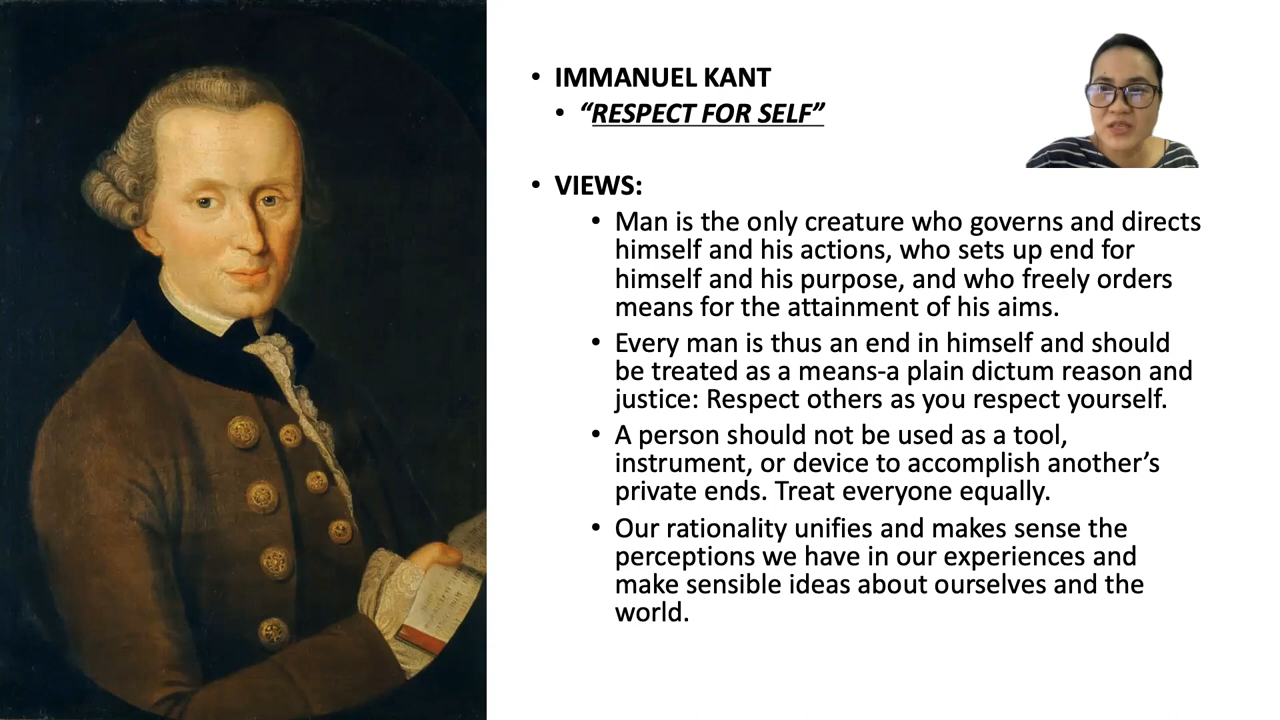 • IMMANUEL KANT
• “RESPECT FOR SELF”
• VIEWS:
• Man is the only creature who governs and directs
himself and his actions, who sets up end for
himself and his purpose, and who freely orders
means for the attainment of his aims.
• Every man is thus an end in himself and should
be treated as a means-a plain dictum reason and
justice: Respect others as you respect yourself.
• A person should not be used as a tool,
instrument, or device to accomplish another’s
private ends. Treat everyone equally.
• Our rationality unifies and makes sense the
perceptions we have in our experiences and
make sensible ideas about ourselves and the
world.